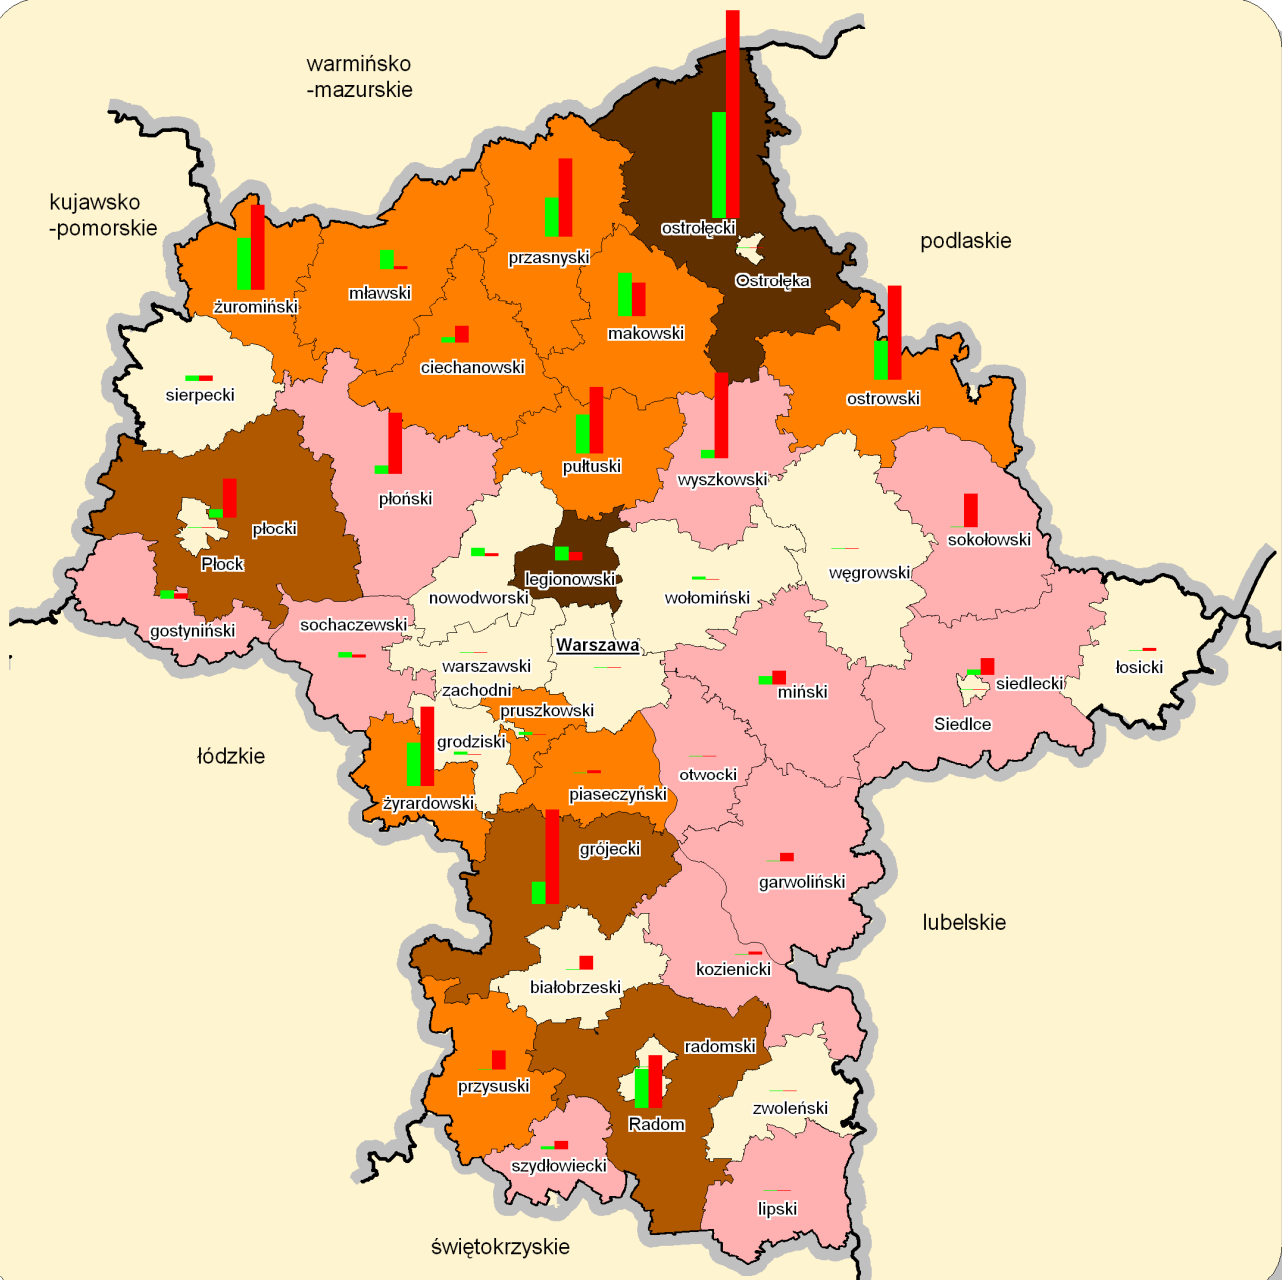 warmińsko
-mazurskie
kujawsko
-pomorskie
podlaskie
ostrołęcki
przasnyski
Ostrołęka
mławski
żuromiński
makowski
ciechanowski
sierpecki
ostrowski
pułtuski
wyszkowski
płoński
płocki
sokołowski
Płock
węgrowski
legionowski
nowodworski
wołomiński
sochaczewski
gostyniński
Warszawa
warszawski
zachodni
łosicki
siedlecki
miński
pruszkowski
Siedlce
grodziski
łódzkie
otwocki
piaseczyński
żyrardowski
grójecki
garwoliński
lubelskie
kozienicki
białobrzeski
radomski
przysuski
zwoleński
Radom
szydłowiecki
lipski
świętokrzyskie